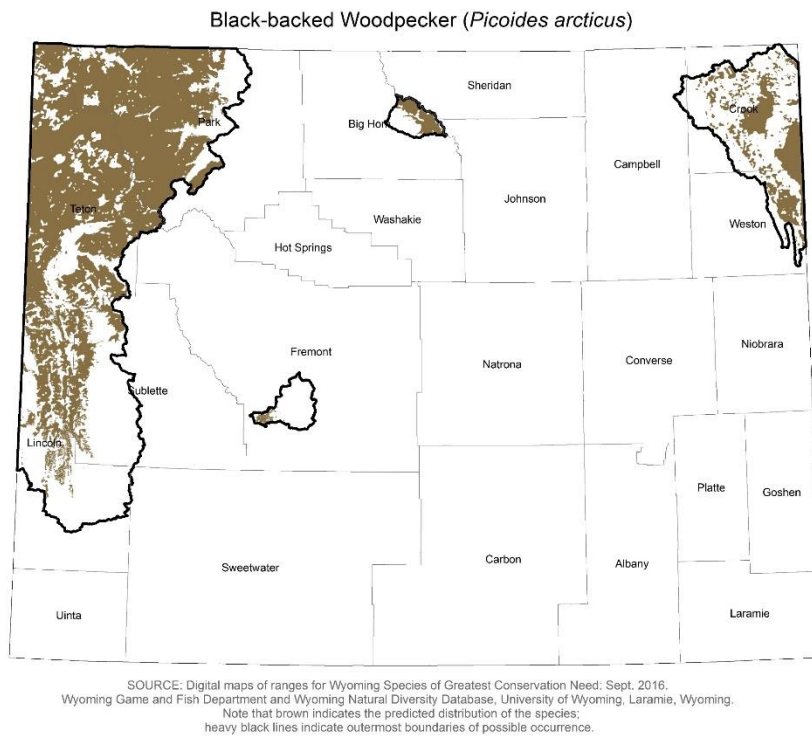 Black-backed Woodpecker (Picoides arcticus)
Sheridan
Park
Big Horn
Crook
Campbell
Johnson
Teton
Washakie
Weston
Hot Springs
Fremont
Natrona
Converse
Niobrara
Sublette
Lincoln
Platte
Goshen
Sweetwater
Carbon
Albany
Uinta
Laramie
SOURCE: Digital maps of ranges for Wyoming Species of Greatest Conservation Need: Sept. 2016.
Wyoming Game and Fish Department and Wyoming Natural Diversity Database, University of Wyoming, Laramie, Wyoming.
Note that brown indicates the predicted distribution of the species;
heavy black lines indicate outermost boundaries of possible occurrence.